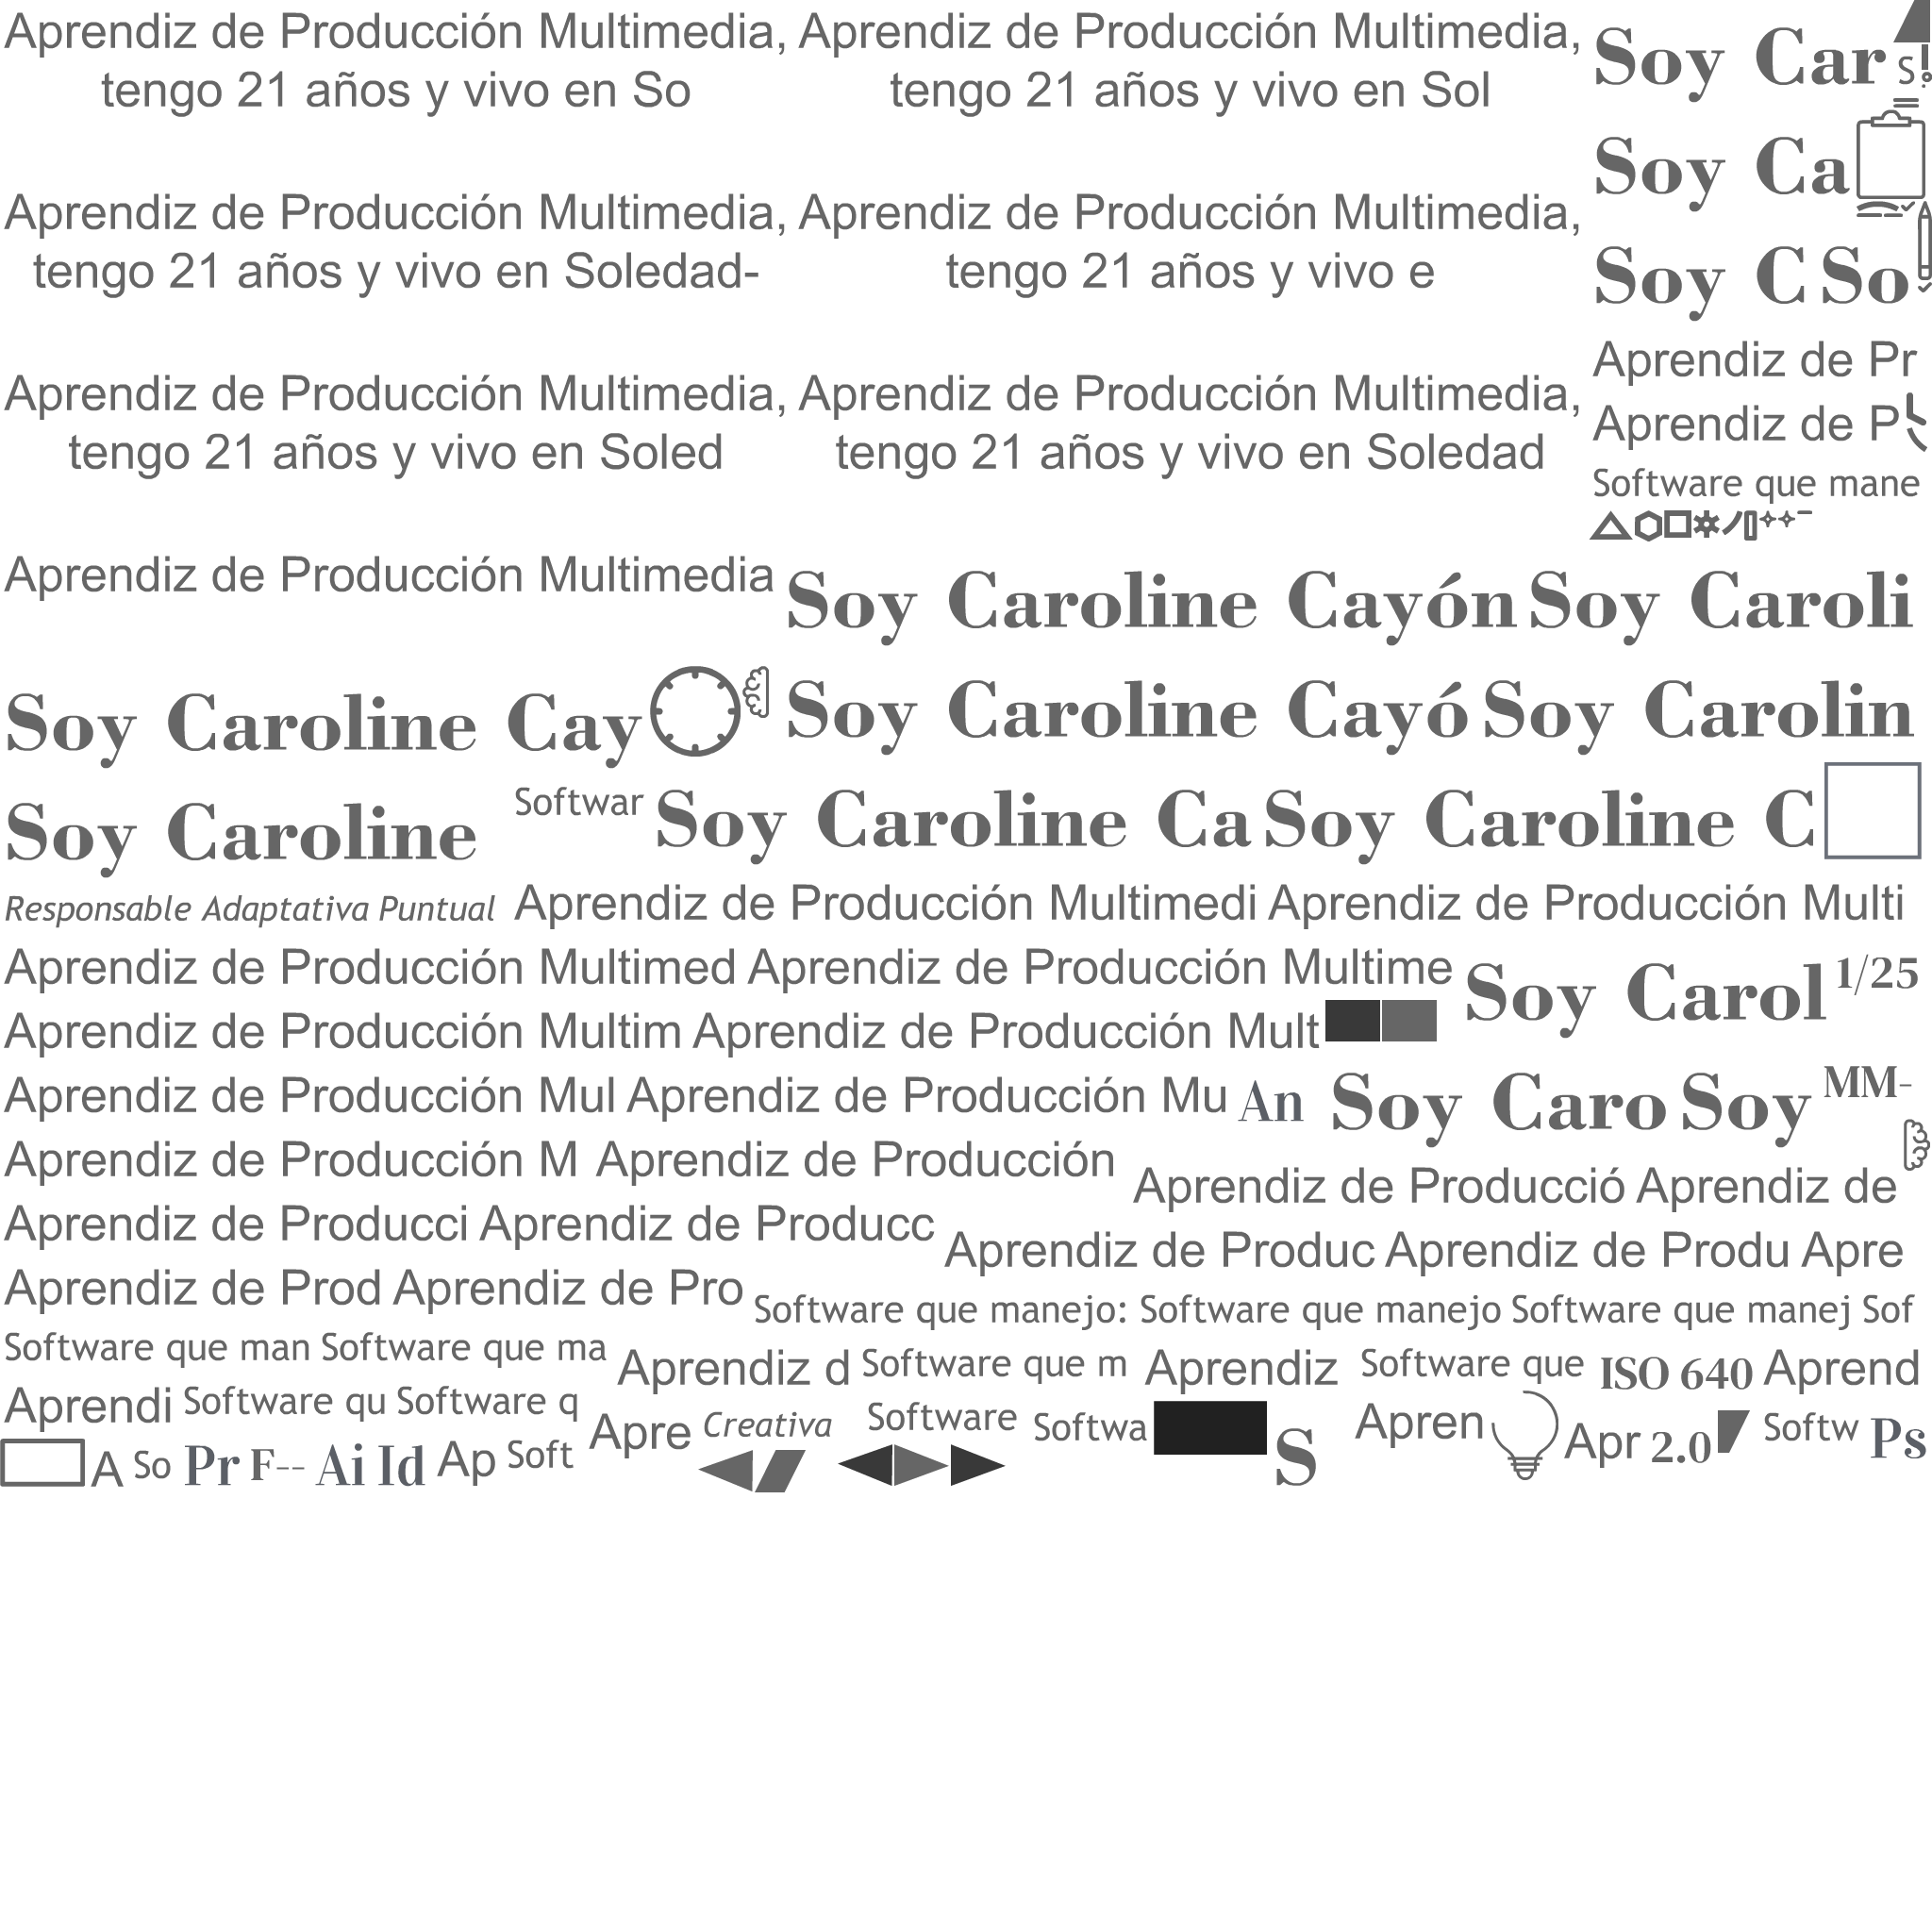 Aprendiz de Producción Multimedia,
tengo 21 años y vivo en So
Aprendiz de Producción Multimedia,
tengo 21 años y vivo en Sol
Soy Car
S!
Soy Ca
Aprendiz de Producción Multimedia,
tengo 21 años y vivo en Soledad-
Aprendiz de Producción Multimedia,
tengo 21 años y vivo e
Soy C
So
Aprendiz de Pr
Aprendiz de Producción Multimedia,
tengo 21 años y vivo en Soled
Aprendiz de Producción Multimedia,
tengo 21 años y vivo en Soledad
Aprendiz de P
Software que mane
Aprendiz de Producción Multimedia
Soy Caroline Cayón
Soy Caroli
Soy Caroline Cay
Soy Caroline Cayó
Soy Carolin
Soy Caroline
Softwar
Soy Caroline Ca
Soy Caroline C
Responsable Adaptativa Puntual
Aprendiz de Producción Multimedi
Aprendiz de Producción Multi
Aprendiz de Producción Multimed
Aprendiz de Producción Multime
Soy Carol
1/25
Aprendiz de Producción Multim
Aprendiz de Producción Mult
Aprendiz de Producción Mul
Aprendiz de Producción Mu
An
Soy Caro
Soy
MM-
Aprendiz de Producción M
Aprendiz de Producción
Aprendiz de Producció
Aprendiz de
Aprendiz de Producci
Aprendiz de Producc
Aprendiz de Produc
Aprendiz de Produ
Apre
Aprendiz de Prod
Aprendiz de Pro
Software que manejo:
Software que manejo
Software que manej
Sof
Software que man
Software que ma
Aprendiz d
Software que m
Aprendiz
Software que
ISO 640
Aprend
Aprendi
Software qu
Software q
Apre
Creativa
Software
Softwa
S
Apren
Apr
2.0
Softw
Ps
A
So
Pr
F--
Ai
Id
Ap
Soft